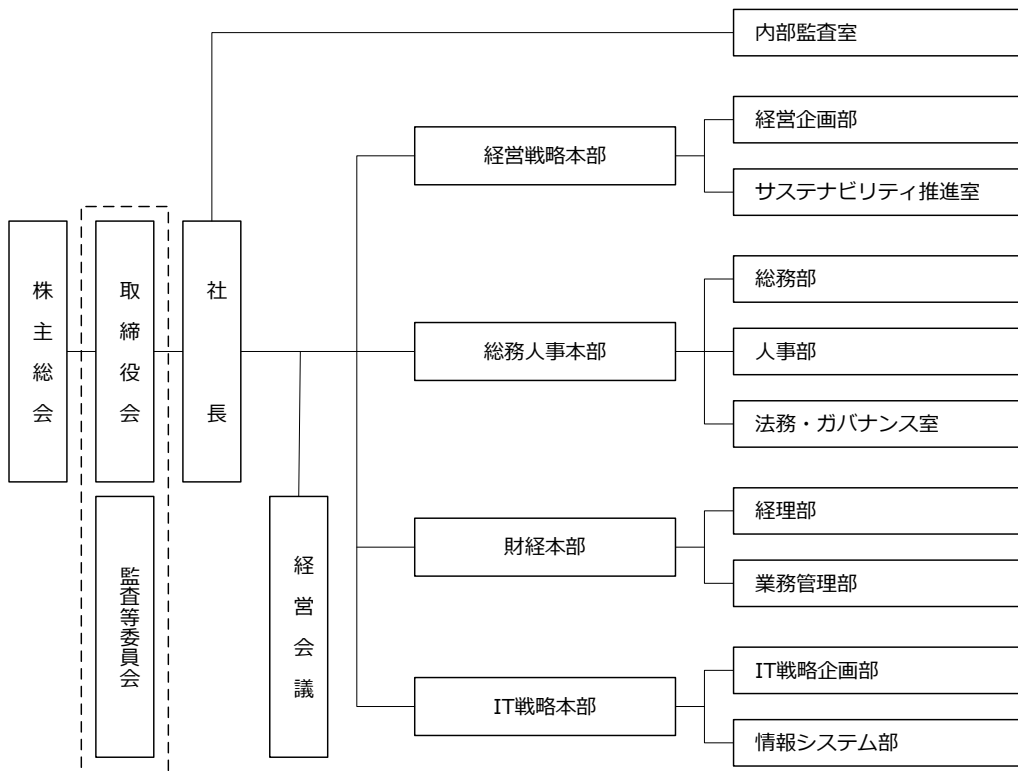 株主総会
取締役会
監査等委員会
社長
経営会議
内部監査室
経営戦略本部
経営企画部
サステナビリティ推進室
総務人事本部
総務部
人事部
法務・ガバナンス室
財経本部
経理部
業務管理部
IT戦略本部
IT戦略企画部
情報システム部